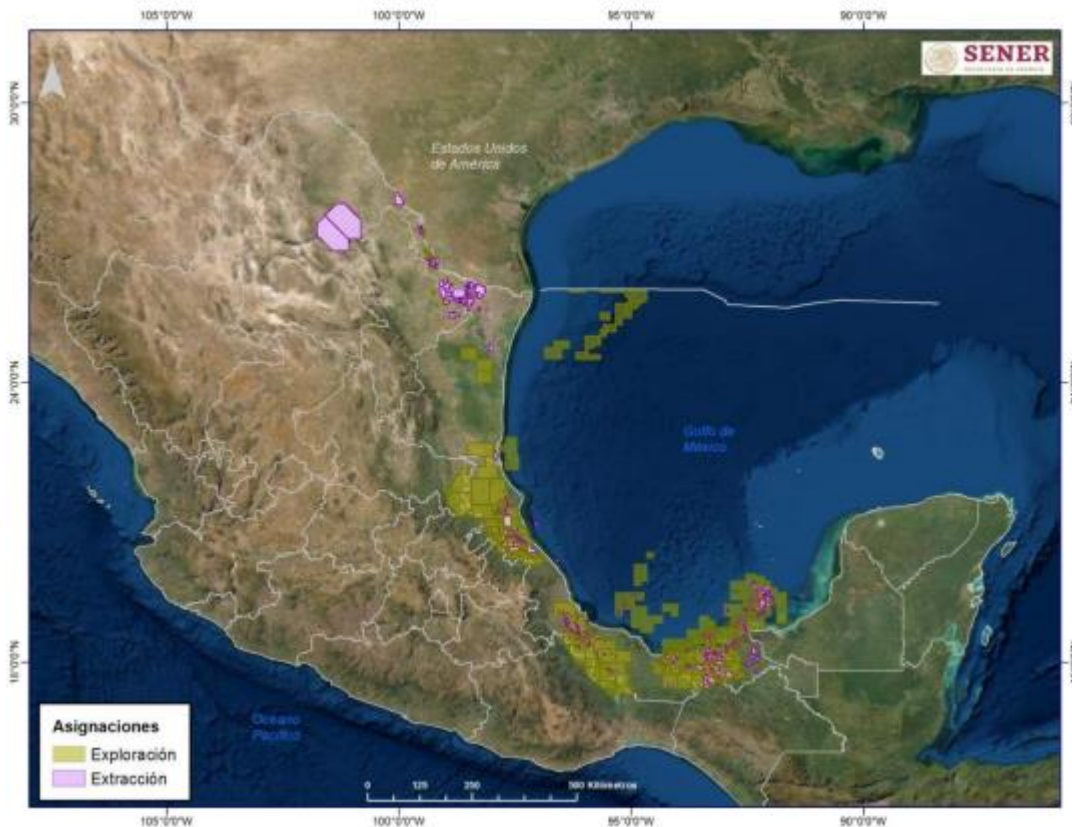 105°0'0"W 100°0'0"W 95°0'0"W 90°0'0"W
SENER
30°0'0"N
Estados Unidos
de América
24°0'0"N
Golfo de
México
18°0'0"N
Océano
Pacífico
Asignaciones
Exploración
Extracción
0 125 250 500 Kilómetros
105°0'0"W 100°0'0"W 95°0'0"W 90°0'0"W